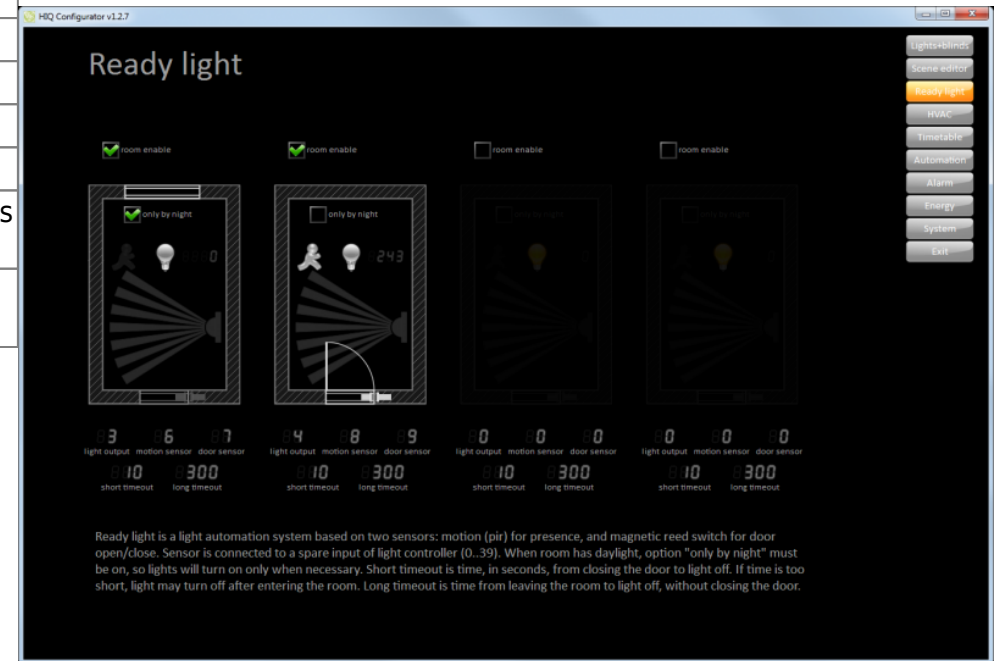 HIQ Configurator v1.2.7
Ready light
Lights+blinds
Scene editor
Ready light
HVAC
Timetable
Automation
Alarm
Energy
System
Exit
room enable
room enable
room enable
room enable
s
only by night
only by night
only by night
only by night
0
243
3 6 7
light output motion sensor door sensor
10 300
short timeout long timeout
4 8 9
light output motion sensor door sensor
10 300
short timeout long timeout
0 0 0
light output motion sensor door sensor
10 300
short timeout long timeout
0 0 0
light output motion sensor door sensor
10 300
short timeout long timeout
Ready light is a light automation system based on two sensors: motion (pir) for presence, and magnetic reed switch for door
open/close. Sensor is connected to a spare input of light controller (0..39). When room has daylight, option "only by night" must
be on, so lights will turn on only when necessary. Short timeout is time, in seconds, from closing the door to light off. If time is too
short, light may turn off after entering the room. Long timeout is time from leaving the room to light off, without closing the door.